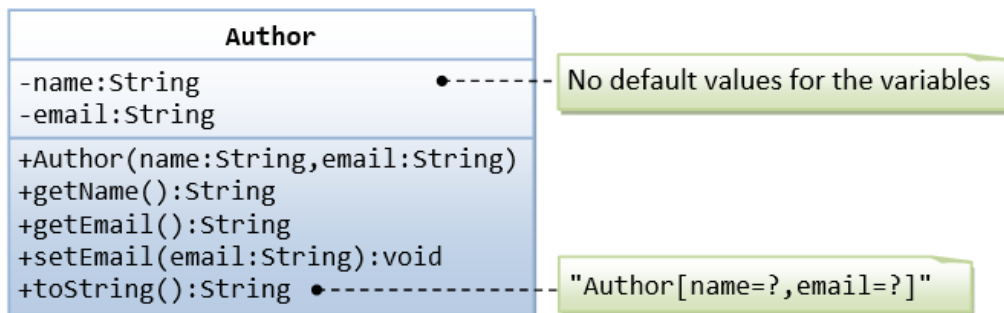 Author
-name:String
-email:String
No default values for the variables
+Author(name:String,email:String)
+getName():String
+getEmail():String
+setEmail(email:String):void
+toString():String
"Author[name=?,email=?]"